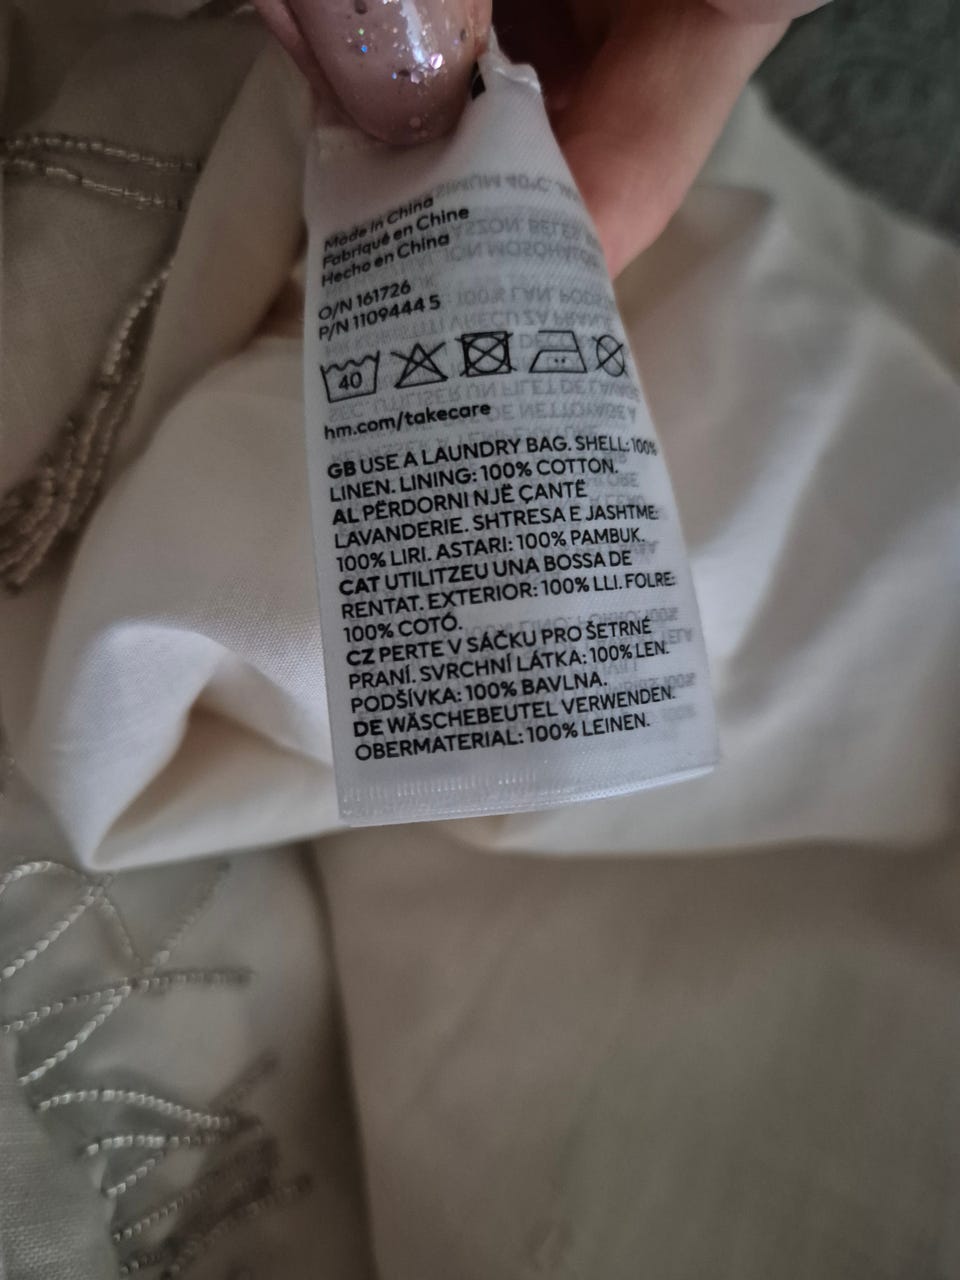 Made in China
Fabriqué en Chine
Hecho en China
O/N 161726
P/N 1109444 S
40
hm.com/takecare
GB USE A LAUNDRY BAG. SHELL: 100%
LINEN. LINING: 100% COTTON.
AL PËRDORNI NJË ÇANTË
LAVANDERIE. SHTRESA E JASHTME:
100% LIRI. ASTARI: 100% PAMBUK.
CAT UTILITZEU UNA BOSSA DE
RENTAT. EXTERIOR: 100% LLI. FOLRE:
100% COTÓ.
CZ PERTE V SÁČKU PRO ŠETRNÉ
PRANÍ. SVRCHNÍ LÁTKA: 100% LEN.
PODŠÍVKA: 100% BAVLNA.
DE WÄSCHEBEUTEL VERWENDEN.
OBERMATERIAL: 100% LEINEN.